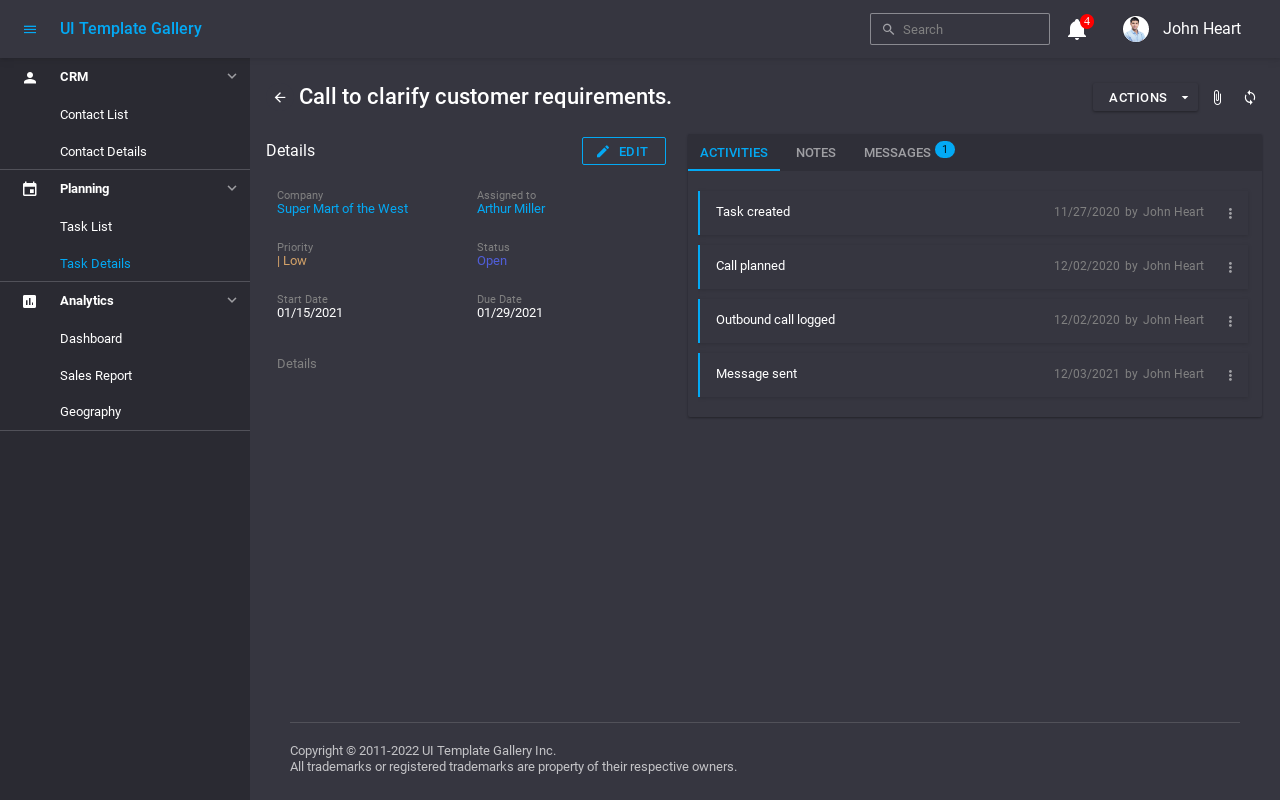 UI Template Gallery
Search
4
John Heart
CRM
Contact List
Contact Details
Planning
Task List
Task Details
Analytics
Dashboard
Sales Report
Geography
Call to clarify customer requirements.
ACTIONS
Details
EDIT
Company
Super Mart of the West
Assigned to
Arthur Miller
Priority
| Low
Status
Open
Start Date
01/15/2021
Due Date
01/29/2021
Details
ACTIVITIES
NOTES
MESSAGES 1
Task created 11/27/2020 by John Heart
Call planned 12/02/2020 by John Heart
Outbound call logged 12/02/2020 by John Heart
Message sent 12/03/2021 by John Heart
Copyright © 2011-2022 UI Template Gallery Inc.
All trademarks or registered trademarks are property of their respective owners.